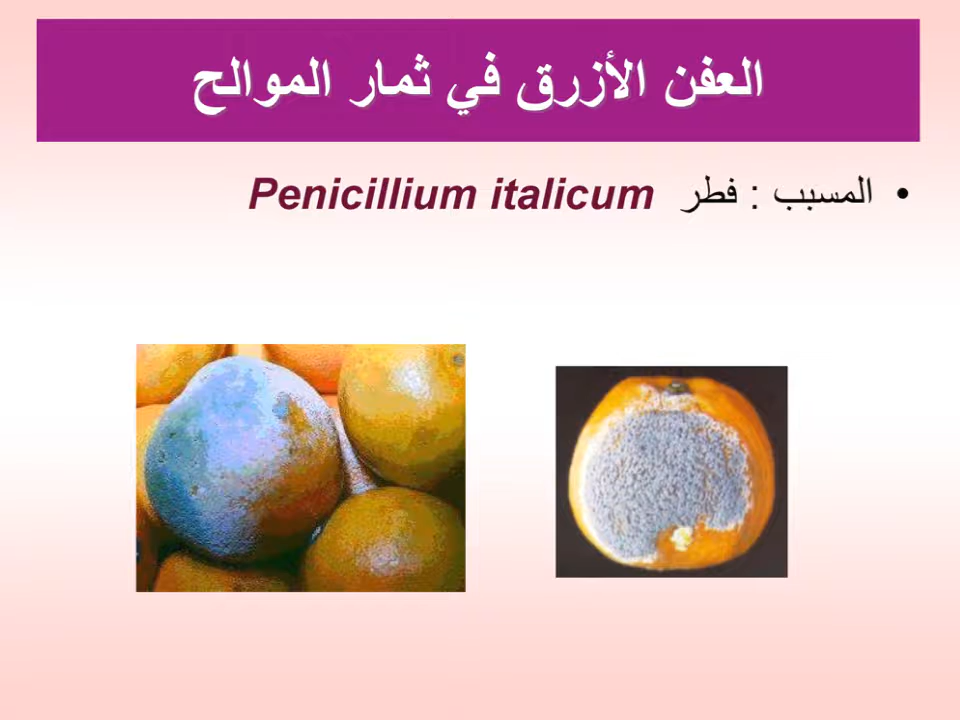 العفن الأزرق في ثمار الموالح
• المسبب : فطر Penicillium italicum